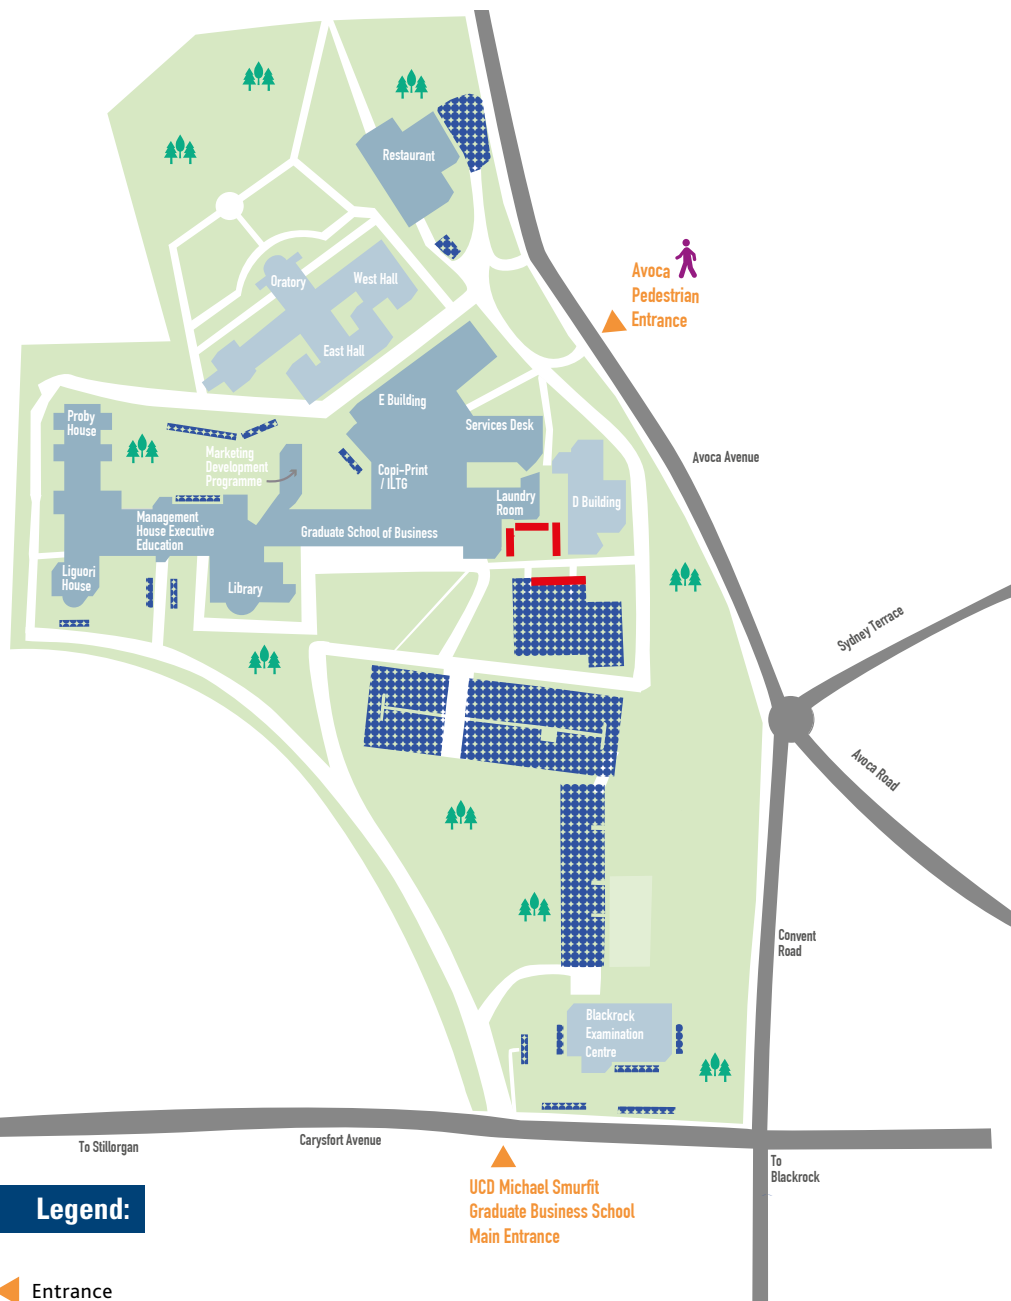 Restaurant
Avoca
Pedestrian
Entrance
Oratory
West Hall
East Hall
E Building
Proby
House
Services Desk
Marketing
Development
Programme
Avoca Avenue
Copi-Print
/ ILTG
Laundry
Room
D Building
Management
House Executive
Education
Graduate School of Business
Liguori
House
Library
Sydney Terrace
Avoca Road
Convent
Road
Blackrock
Examination
Centre
To Stillorgan
Carysfort Avenue
To
Blackrock
UCD Michael Smurfit
Graduate Business School
Main Entrance
Legend:
Entrance